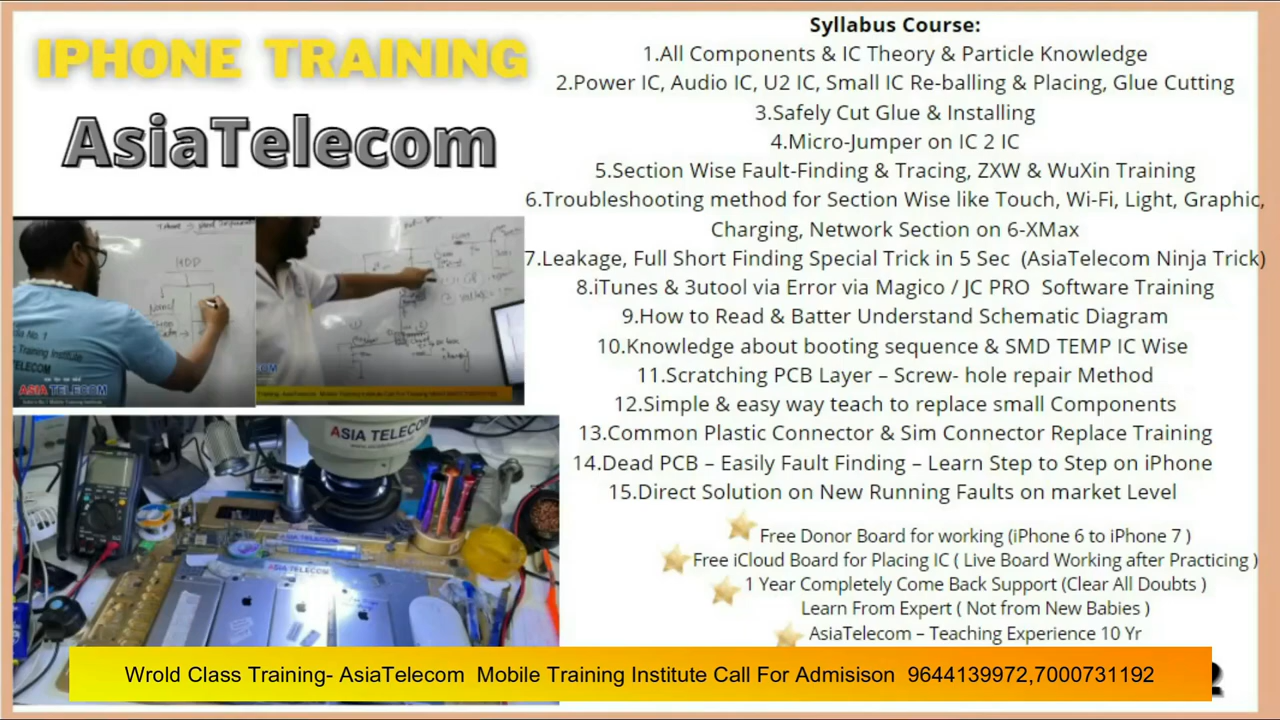 IPHONE TRAINING
AsiaTelecom
Syllabus Course:
1.All Components & IC Theory & Particle Knowledge
2.Power IC, Audio IC, U2 IC, Small IC Re-balling & Placing, Glue Cutting
3.Safely Cut Glue & Installing
4.Micro-Jumper on IC 2 IC
5.Section Wise Fault-Finding & Tracing, ZXW & WuXin Training
6.Troubleshooting method for Section Wise like Touch, Wi-Fi, Light, Graphic,
Charging, Network Section on 6-XMax
7.Leakage, Full Short Finding Special Trick in 5 Sec (AsiaTelecom Ninja Trick)
8.iTunes & 3utool via Error via Magico / JC PRO Software Training
9.How to Read & Batter Understand Schematic Diagram
10.Knowledge about booting sequence & SMD TEMP IC Wise
11.Scratching PCB Layer – Screw- hole repair Method
12.Simple & easy way teach to replace small Components
13.Common Plastic Connector & Sim Connector Replace Training
14.Dead PCB – Easily Fault Finding – Learn Step to Step on iPhone
15.Direct Solution on New Running Faults on market Level
Free Donor Board for working (iPhone 6 to iPhone 7 )
Free iCloud Board for Placing IC ( Live Board Working after Practicing )
1 Year Completely Come Back Support (Clear All Doubts )
Learn From Expert ( Not from New Babies )
AsiaTelecom – Teaching Experience 10 Yr
MDD
No. 1
Training Institute
TELECOM
ASIA TELECOM
ASIA TELECOM
ASIA TELECOM
Wrold Class Training- AsiaTelecom Mobile Training Institute Call For Admisison 9644139972,7000731192